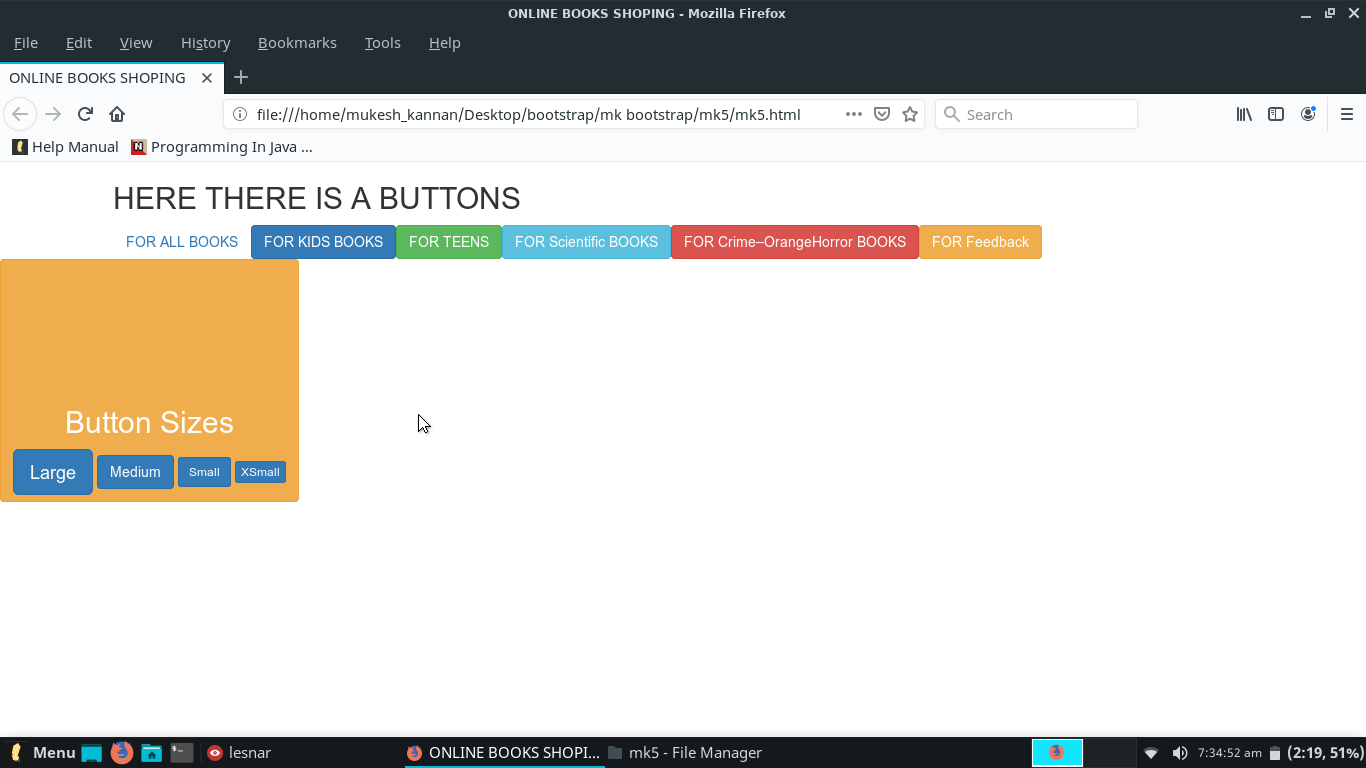 ONLINE BOOKS SHOPING - Mozilla Firefox
File Edit View History Bookmarks Tools Help
ONLINE BOOKS SHOPING
file:///home/mukesh_kannan/Desktop/bootstrap/mk bootstrap/mk5/mk5.html Search
Help Manual Programming In Java ...
HERE THERE IS A BUTTONS
FOR ALL BOOKS FOR KIDS BOOKS FOR TEENS FOR Scientific BOOKS FOR Crime–OrangeHorror BOOKS FOR Feedback
Button Sizes
Large Medium Small XSmall
Menu lesnar ONLINE BOOKS SHOPI... mk5 - File Manager 7:34:52 am (2:19, 51%)